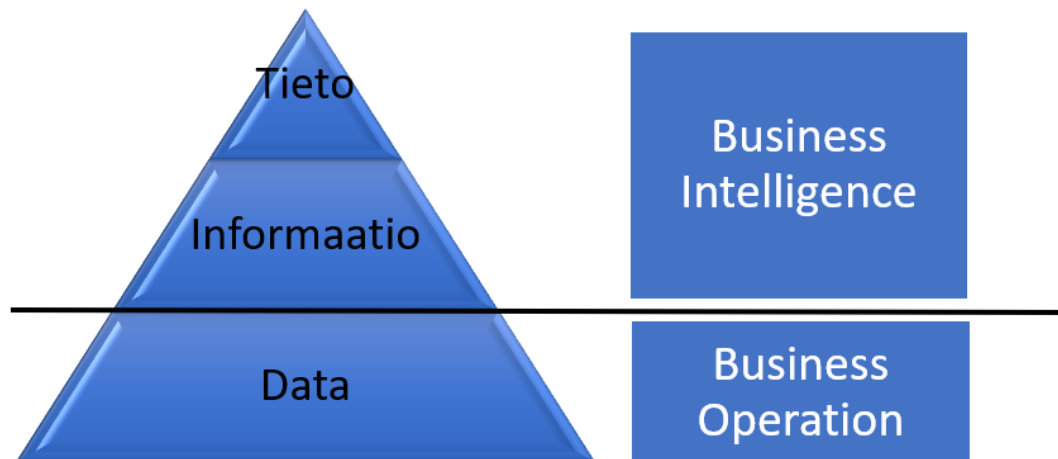 Tieto
Informaatio
Data
Business
Intelligence
Business
Operation